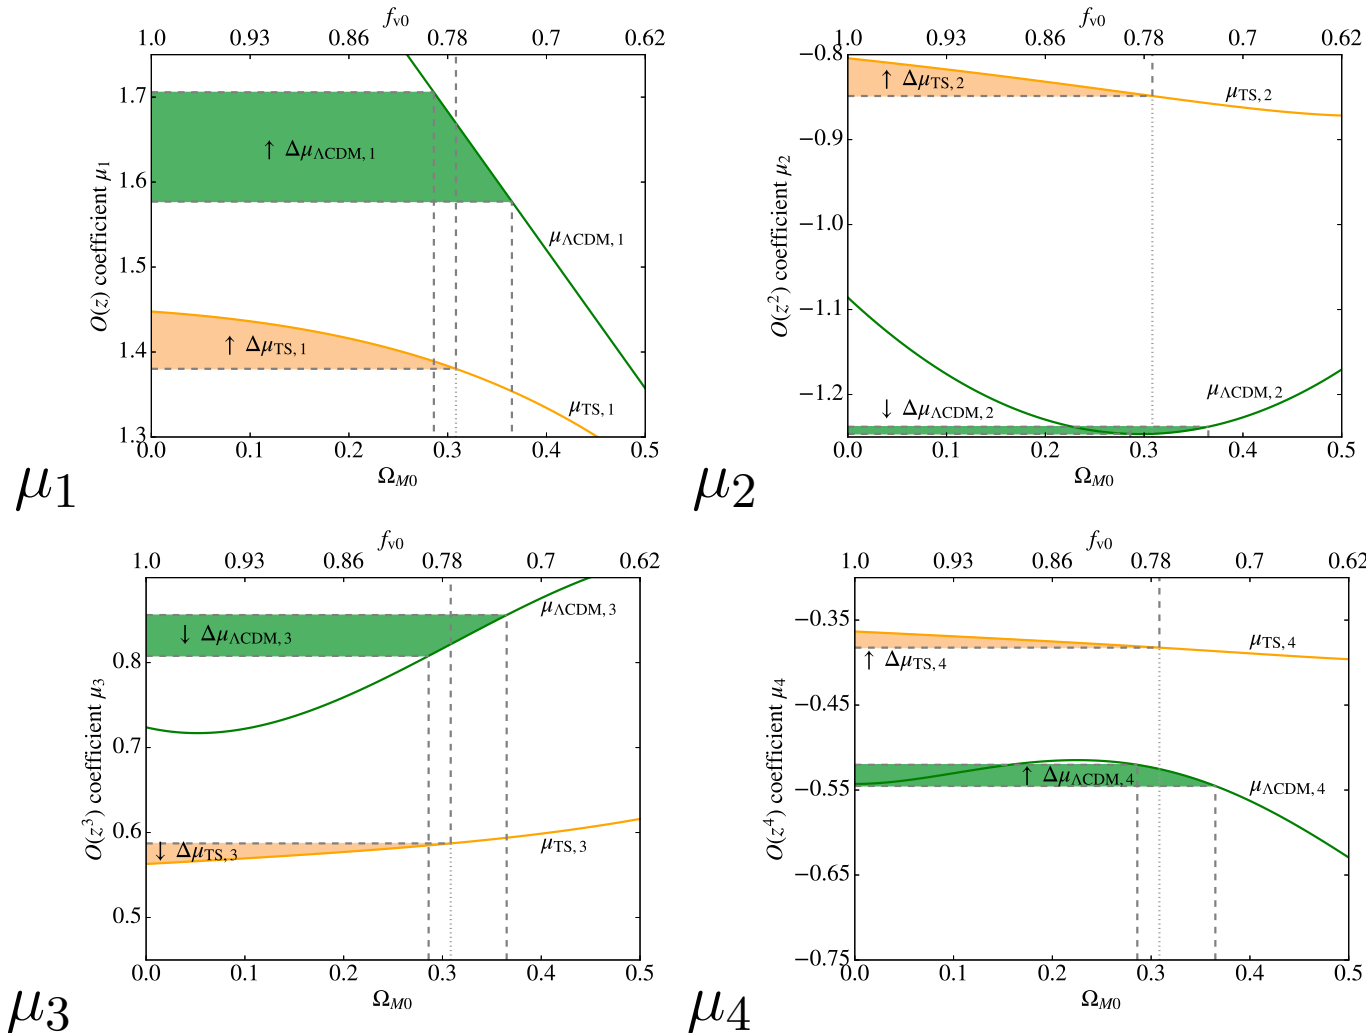 f_v0
1.0 0.93 0.86 0.78 0.7 0.62
O(z) coefficient μ_1
1.7
1.6
1.5
1.4
1.3
↑ Δμ_ΛCDM, 1
μ_ΛCDM, 1
↑ Δμ_TS, 1
μ_TS, 1
0.0 0.1 0.2 0.3 0.4 0.5
Ω_M0
μ_1
f_v0
1.0 0.93 0.86 0.78 0.7 0.62
O(z^2) coefficient μ_2
−0.8
−0.9
−1.0
−1.1
−1.2
↑ Δμ_TS, 2
μ_TS, 2
μ_ΛCDM, 2
↓ Δμ_ΛCDM, 2
0.0 0.1 0.2 0.3 0.4 0.5
Ω_M0
μ_2
f_v0
1.0 0.93 0.86 0.78 0.7 0.62
O(z^3) coefficient μ_3
0.8
0.7
0.6
0.5
μ_ΛCDM, 3
↓ Δμ_ΛCDM, 3
μ_TS, 3
↓ Δμ_TS, 3
0.0 0.1 0.2 0.3 0.4 0.5
Ω_M0
μ_3
f_v0
1.0 0.93 0.86 0.78 0.7 0.62
O(z^4) coefficient μ_4
−0.35
−0.45
−0.55
−0.65
−0.75
μ_TS, 4
↑ Δμ_TS, 4
↑ Δμ_ΛCDM, 4
μ_ΛCDM, 4
0.0 0.1 0.2 0.3 0.4 0.5
Ω_M0
μ_4